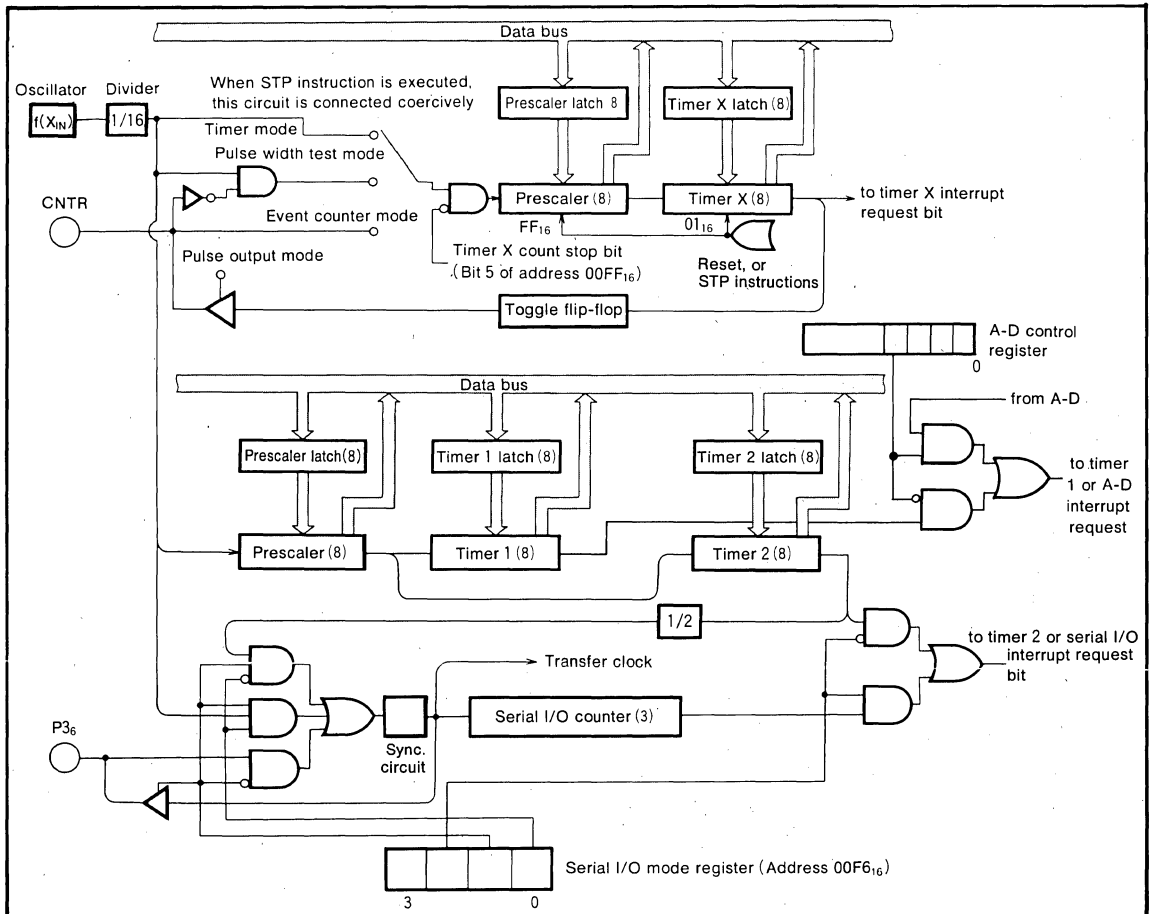 Data bus
When STP instruction is executed,
this circuit is connected coercively
Oscillator
Divider
f(X_IN)
1/16
Prescaler latch 8
Timer X latch (8)
Timer mode
Pulse width test mode
CNTR
Event counter mode
Prescaler (8)
Timer X (8)
to timer X interrupt
request bit
FF₁₆
01₁₆
Timer X count stop bit
(Bit 5 of address 00FF₁₆)
Reset, or
STP instructions
Pulse output mode
Toggle flip-flop
A-D control
register
0
Data bus
from A-D
Prescaler latch (8)
Timer 1 latch (8)
Timer 2 latch (8)
to timer
1 or A-D
interrupt
request
Prescaler (8)
Timer 1 (8)
Timer 2 (8)
1/2
to timer 2 or serial I/O
interrupt request
bit
Transfer clock
Serial I/O counter (3)
P3₆
Sync.
circuit
Serial I/O mode register (Address 00F6₁₆)
3
0